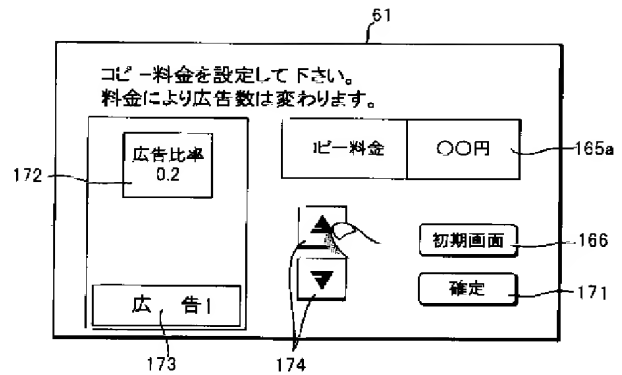 61
コピー料金を設定して下さい。
料金により広告数は変わります。
広告比率
0.2
172
コピー料金
〇〇円
165a
初期画面
166
確定
171
広 告1
173
174